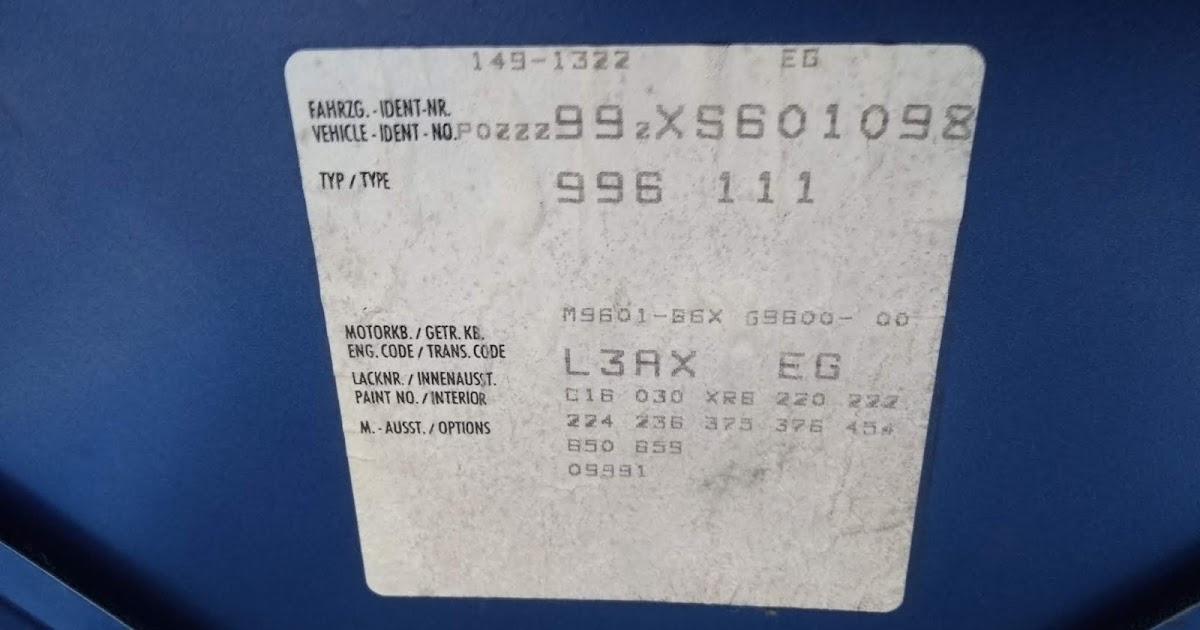 149-1322 EG
FAHRZG.-IDENT-NR.
VEHICLE-IDENT-NO. P0ZZZ99ZXS601098
TYP / TYPE 996 111
MOTORKB. / GETR. KB. M9601-66X G9600- 00
ENG. CODE / TRANS. CODE
LACKNR. / INNENAUSST. L3AX EG
PAINT NO. / INTERIOR C16 030 XRB 220 222
M.-AUSST. / OPTIONS 224 236 375 376 454
650 659
09991